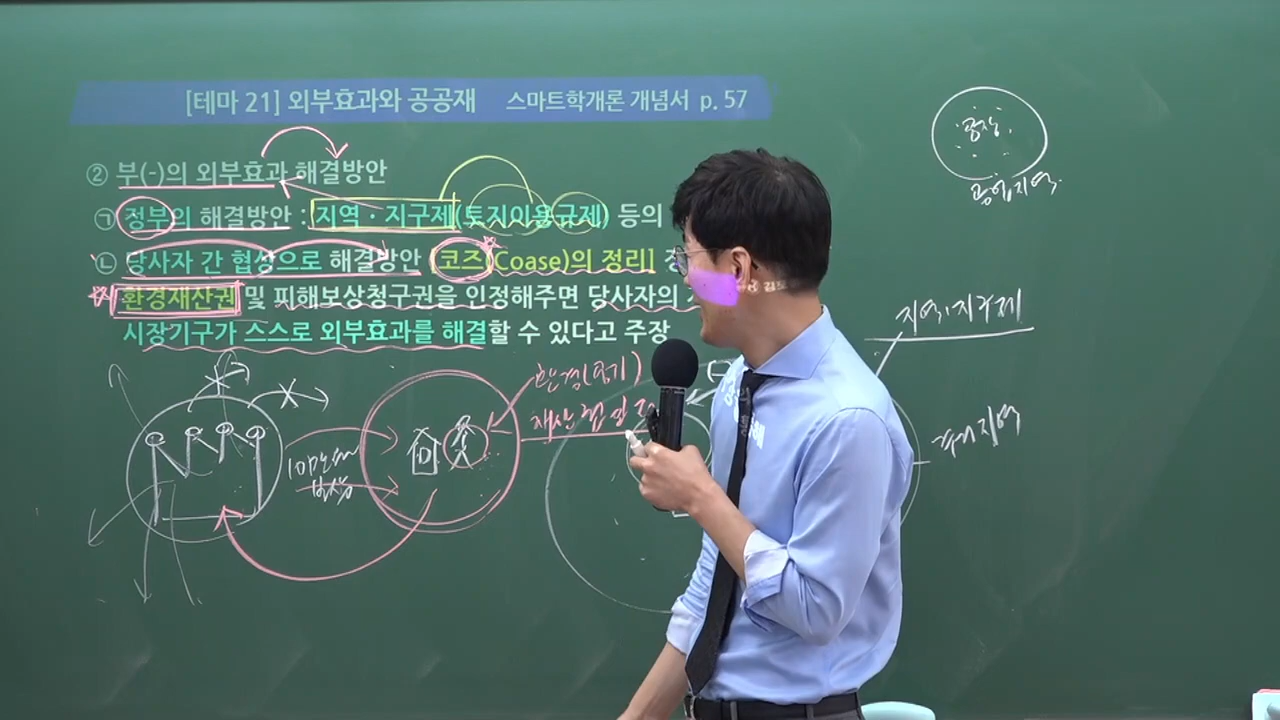 [테마 21] 외부효과와 공공재 스마트학개론 개념서 p. 57
② 부(-)의 외부효과 해결방안
㉠ 정부의 해결방안 : 지역·지구제(토지이용규제) 등의
㉡ 당사자 간 협상으로 해결방안 [코즈(Coase)의 정리]
환경재산권 및 피해보상청구권을 인정해주면 당사자의
시장기구가 스스로 외부효과를 해결할 수 있다고 주장
공장
공업지역
지역·지구제
환경(공기)
주거지역